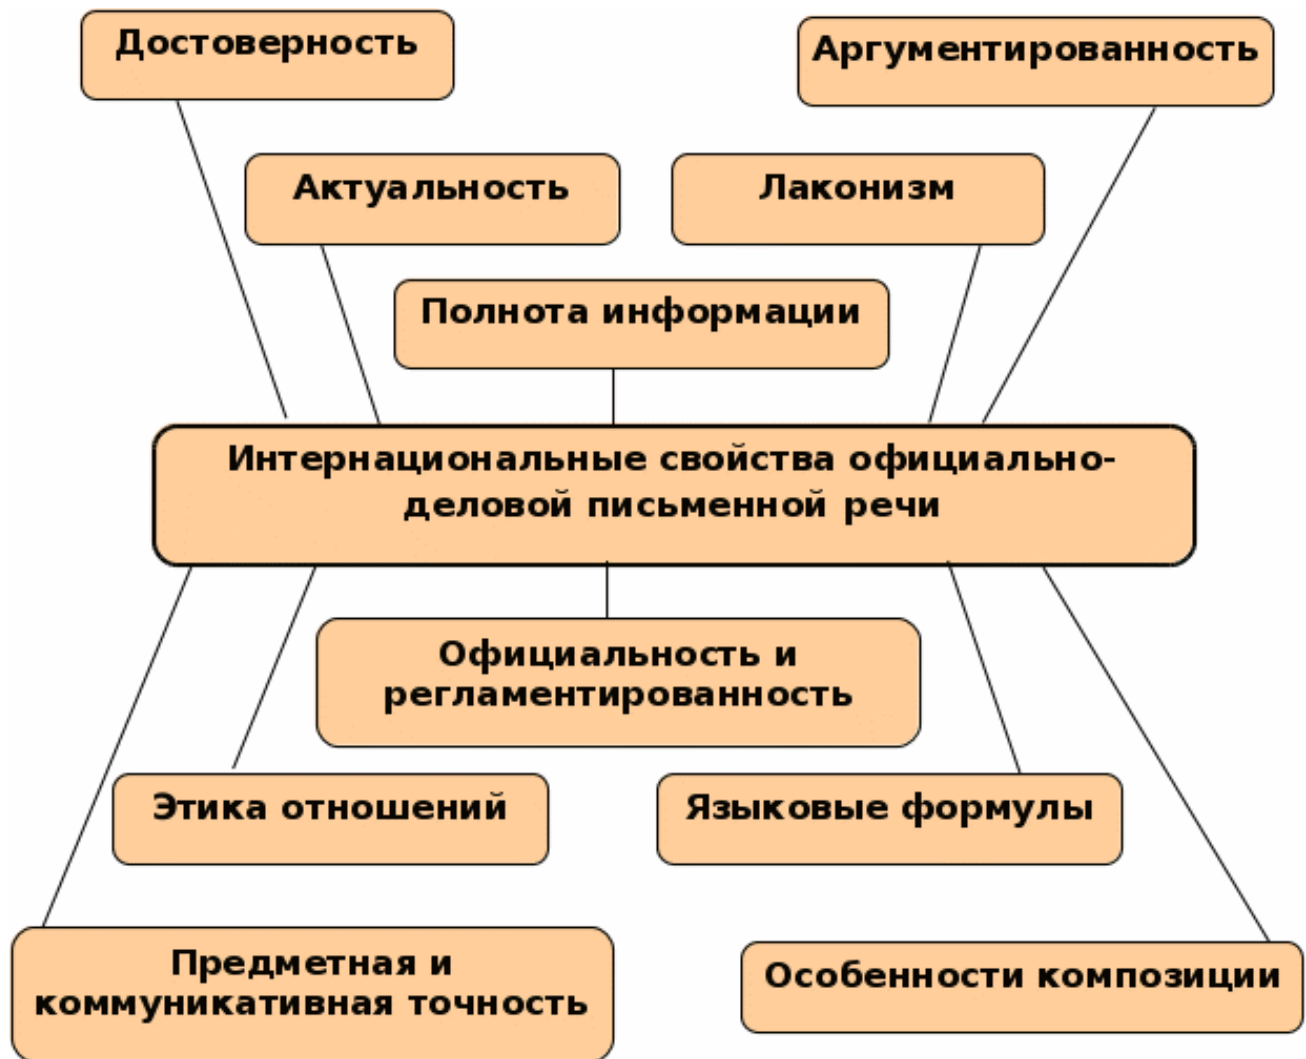 Достоверность
Аргументированность
Актуальность
Лаконизм
Полнота информации
Интернациональные свойства официально-
деловой письменной речи
Официальность и
регламентированность
Этика отношений
Языковые формулы
Предметная и
коммуникативная точность
Особенности композиции